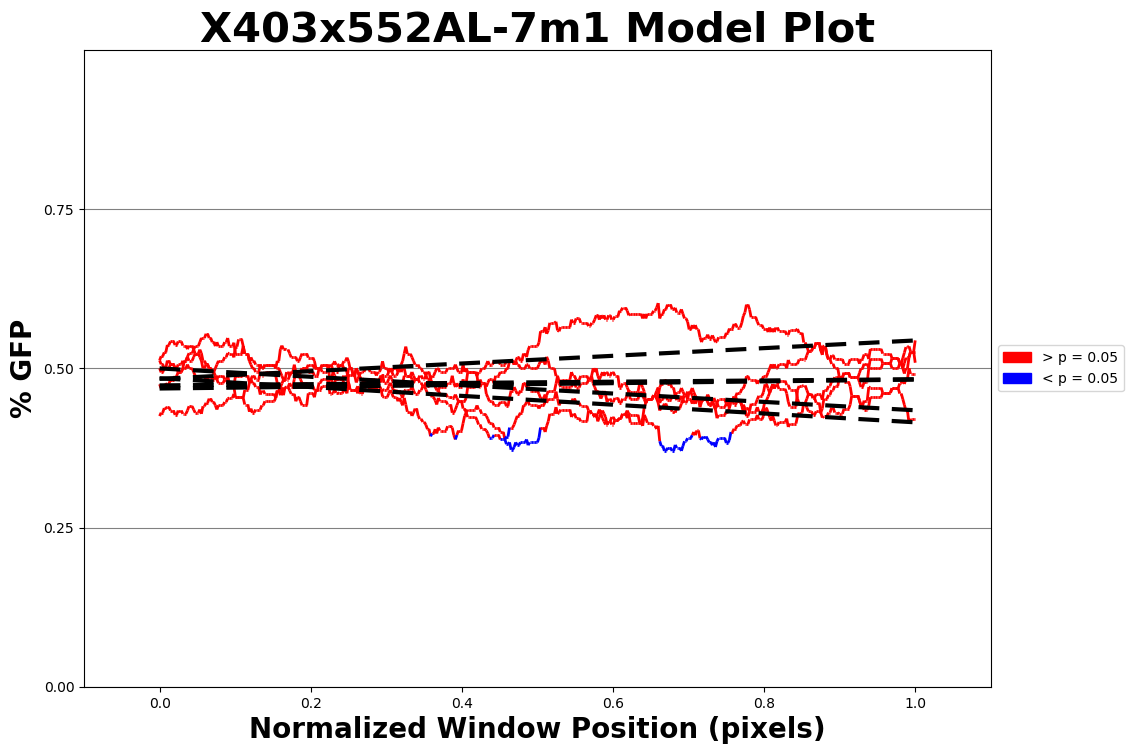 X403x552AL-7m1 Model Plot
% GFP
0.75
0.50
0.25
0.00
0.0 0.2 0.4 0.6 0.8 1.0
Normalized Window Position (pixels)
> p = 0.05
< p = 0.05